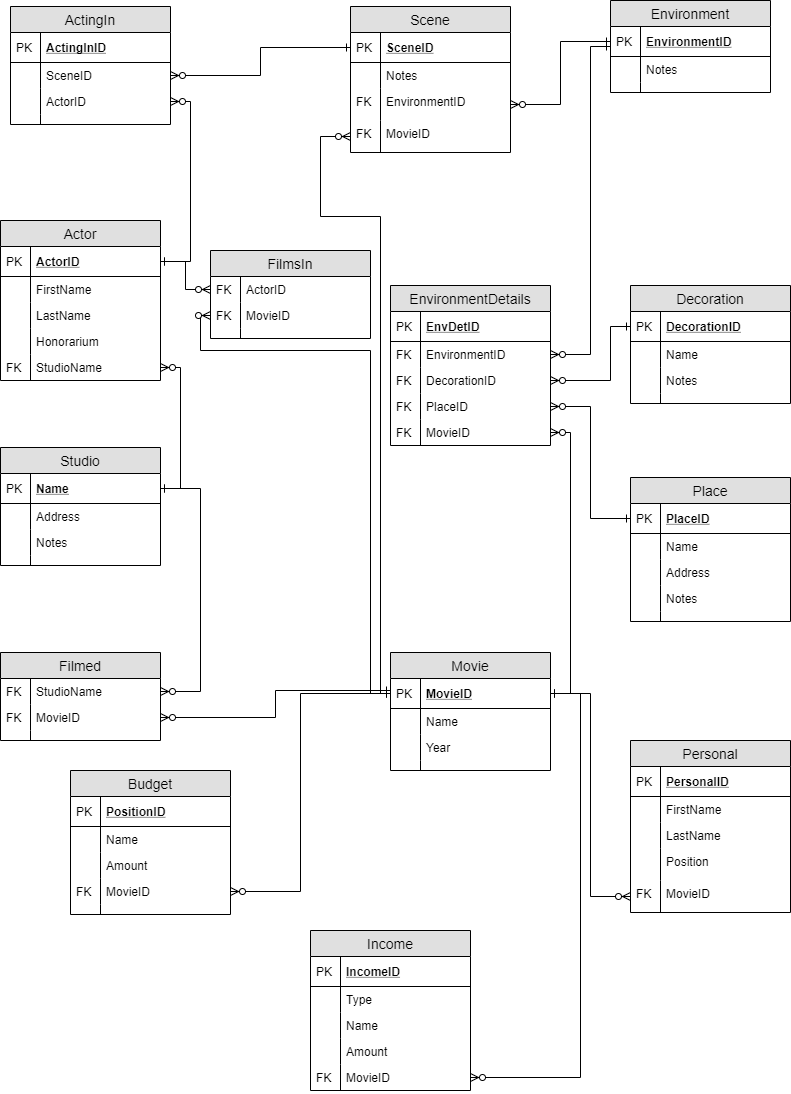 ActingIn
PK ActingInID
SceneID
ActorID
Scene
PK SceneID
Notes
FK EnvironmentID
FK MovieID
Environment
PK EnvironmentID
Notes
Actor
PK ActorID
FirstName
LastName
Honorarium
FK StudioName
FilmsIn
FK ActorID
FK MovieID
EnvironmentDetails
PK EnvDetID
FK EnvironmentID
FK DecorationID
FK PlaceID
FK MovieID
Decoration
PK DecorationID
Name
Notes
Studio
PK Name
Address
Notes
Place
PK PlaceID
Name
Address
Notes
Filmed
FK StudioName
FK MovieID
Movie
PK MovieID
Name
Year
Personal
PK PersonalID
FirstName
LastName
Position
FK MovieID
Budget
PK PositionID
Name
Amount
FK MovieID
Income
PK IncomeID
Type
Name
Amount
FK MovieID